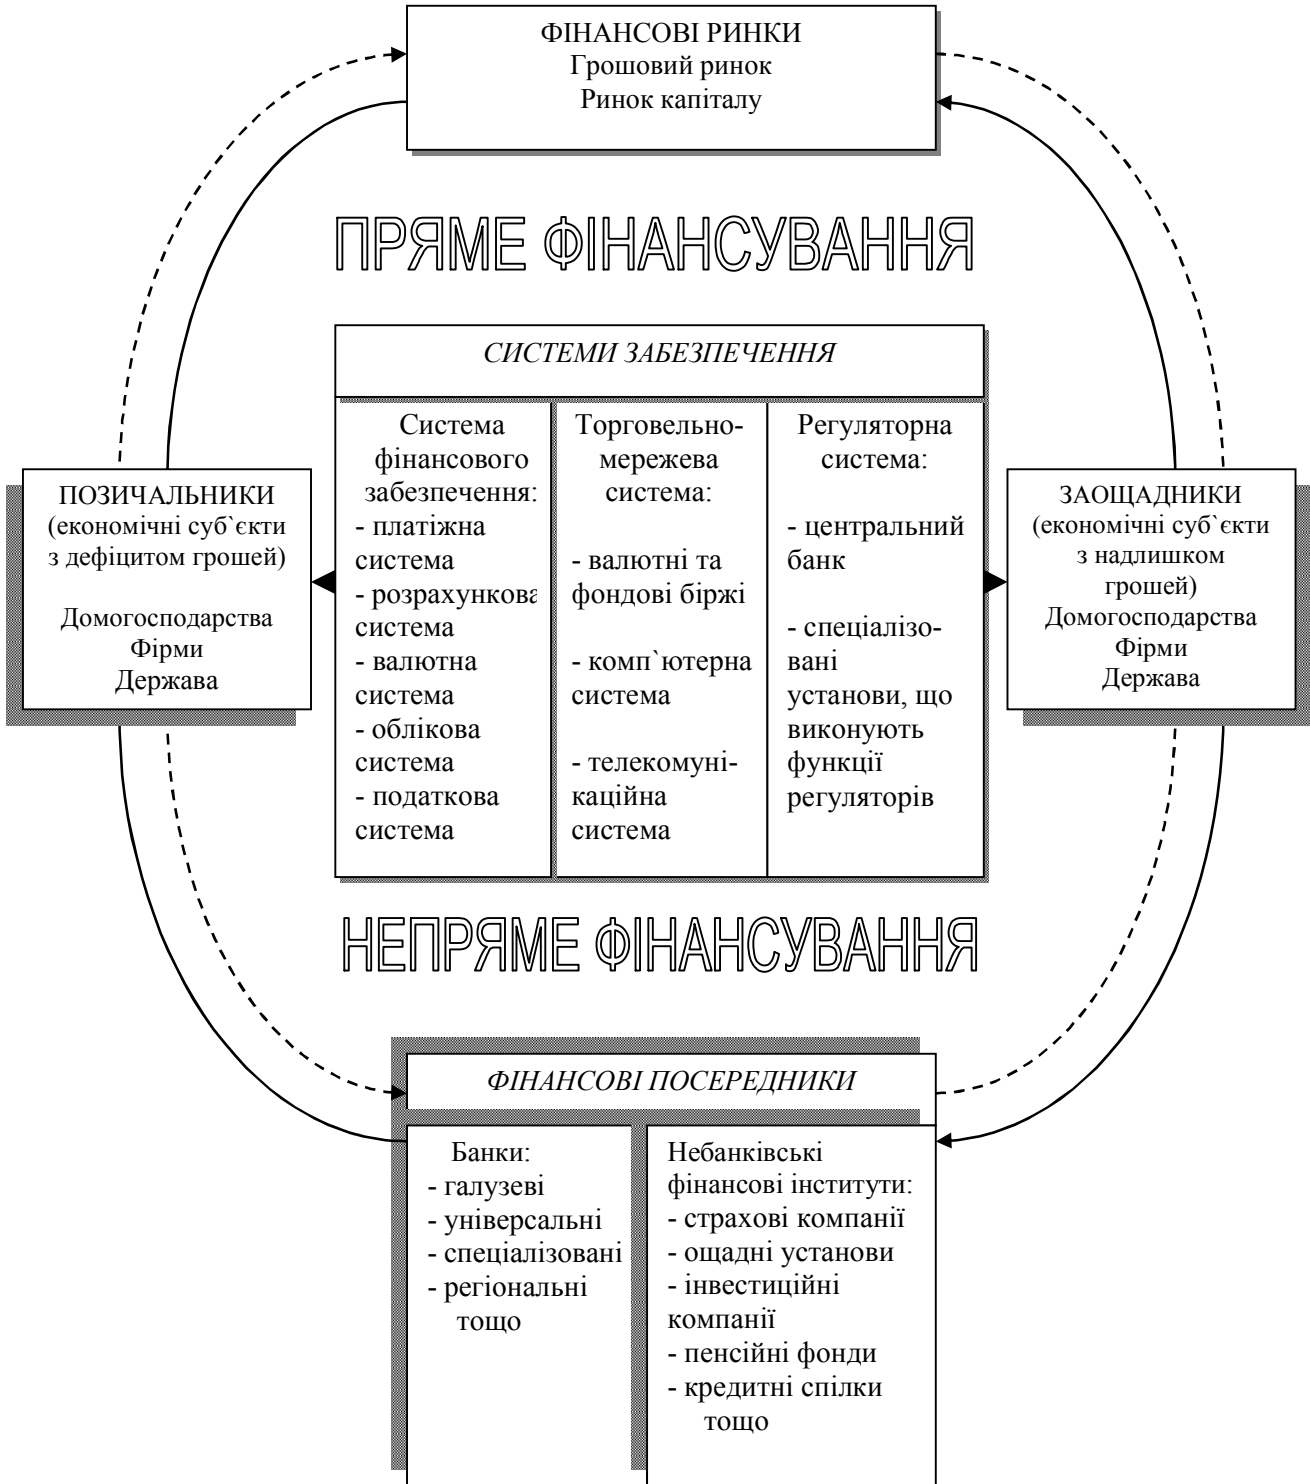 ФІНАНСОВІ РИНКИ
Грошовий ринок
Ринок капіталу
ПРЯМЕ ФІНАНСУВАННЯ
СИСТЕМИ ЗАБЕЗПЕЧЕННЯ
Система
фінансового
забезпечення:
- платіжна
система
- розрахункова
система
- валютна
система
- облікова
система
- податкова
система
Торговельно-
мережева
система:
- валютні та
фондові біржі
- комп`ютерна
система
- телекомуні-
каційна
система
Регуляторна
система:
- центральний
банк
- спеціалізо-
вані
установи, що
виконують
функції
регуляторів
ПОЗИЧАЛЬНИКИ
(економічні суб`єкти
з дефіцитом грошей)
Домогосподарства
Фірми
Держава
ЗАОЩАДНИКИ
(економічні суб`єкти
з надлишком
грошей)
Домогосподарства
Фірми
Держава
НЕПРЯМЕ ФІНАНСУВАННЯ
ФІНАНСОВІ ПОСЕРЕДНИКИ
Банки:
- галузеві
- універсальні
- спеціалізовані
- регіональні
тощо
Небанківські
фінансові інститути:
- страхові компанії
- ощадні установи
- інвестиційні
компанії
- пенсійні фонди
- кредитні спілки
тощо